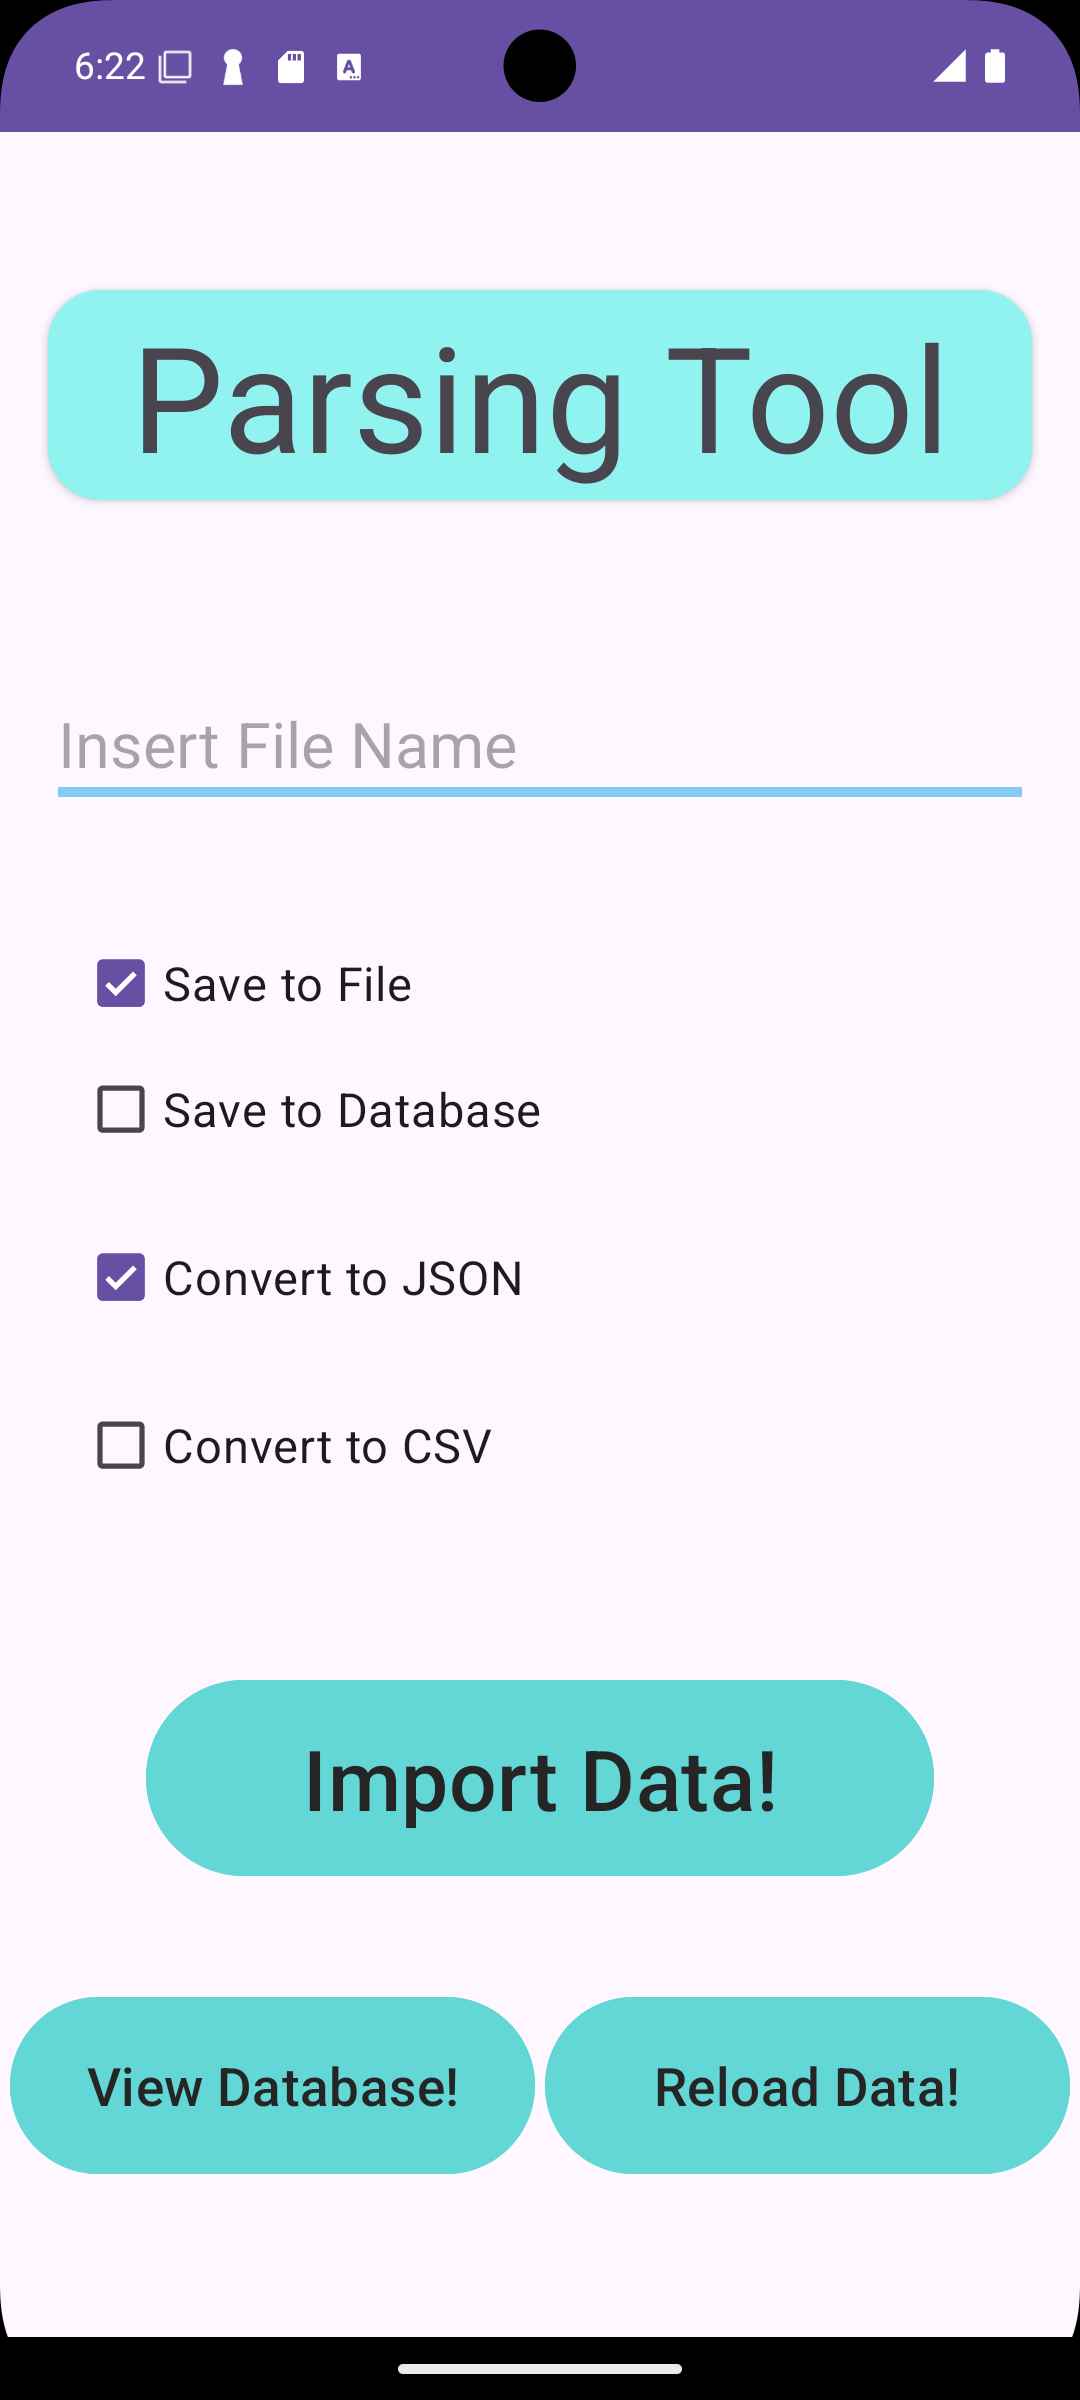 6:22
Parsing Tool
Insert File Name
Save to File
Save to Database
Convert to JSON
Convert to CSV
Import Data!
View Database!
Reload Data!